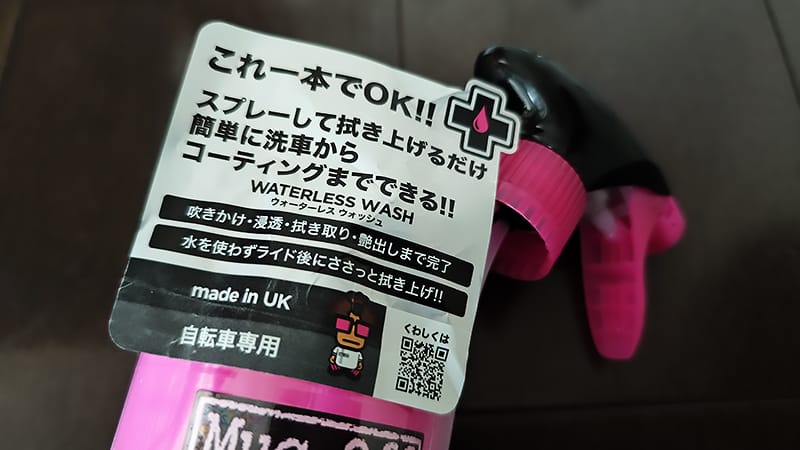 これ一本でOK!!
スプレーして拭き上げるだけ
簡単に洗車から
コーティングまでできる!!
WATERLESS WASH
ウォーターレス ウォッシュ
吹きかけ・浸透・拭き取り・艶出しまで完了
水を使わずライド後にささっと拭き上げ!!
made in UK
自転車専用
くわしくは